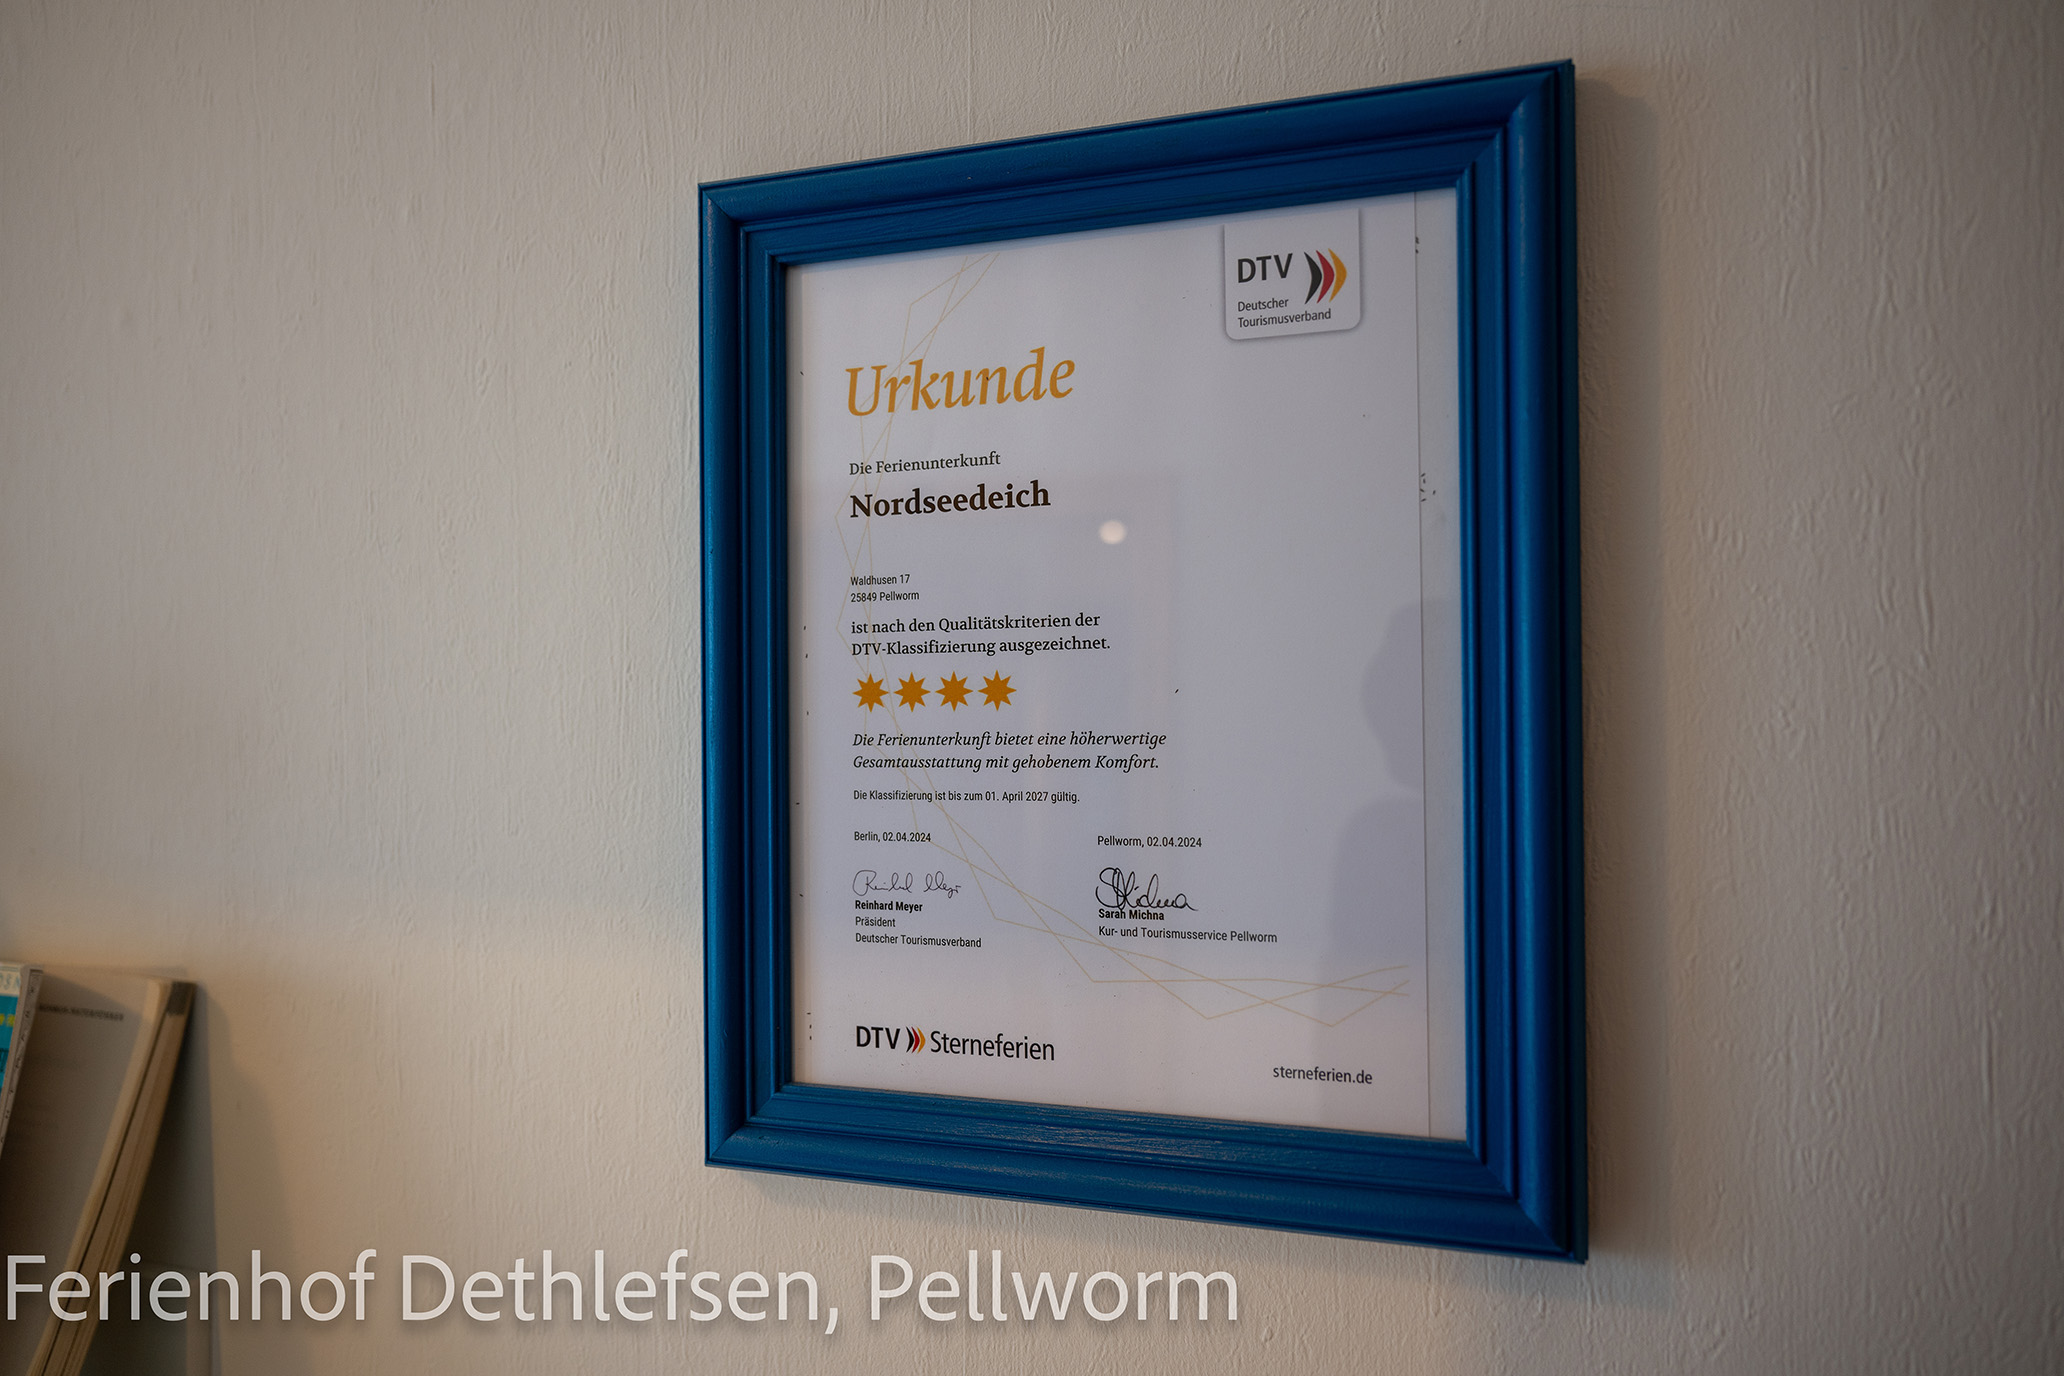 DTV
Deutscher
Tourismusverband
Urkunde
Die Ferienunterkunft
Nordseedeich
Waldhusen 17
25849 Pellworm
ist nach den Qualitätskriterien der
DTV-Klassifizierung ausgezeichnet.
Die Ferienunterkunft bietet eine höherwertige
Gesamtausstattung mit gehobenem Komfort.
Die Klassifizierung ist bis zum 01. April 2027 gültig.
Berlin, 02.04.2024
Reinhard Meyer
Präsident
Deutscher Tourismusverband
Pellworm, 02.04.2024
Sarah Michna
Kur- und Tourismusservice Pellworm
DTV Sterneferien
sterneferien.de
Ferienhof Dethlefsen, Pellworm